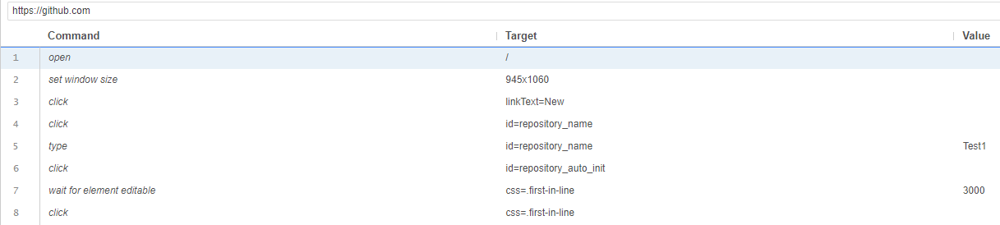 https://github.com
Command Target Value
1 open /
2 set window size 945x1060
3 click linkText=New
4 click id=repository_name
5 type id=repository_name Test1
6 click id=repository_auto_init
7 wait for element editable css=.first-in-line 3000
8 click css=.first-in-line